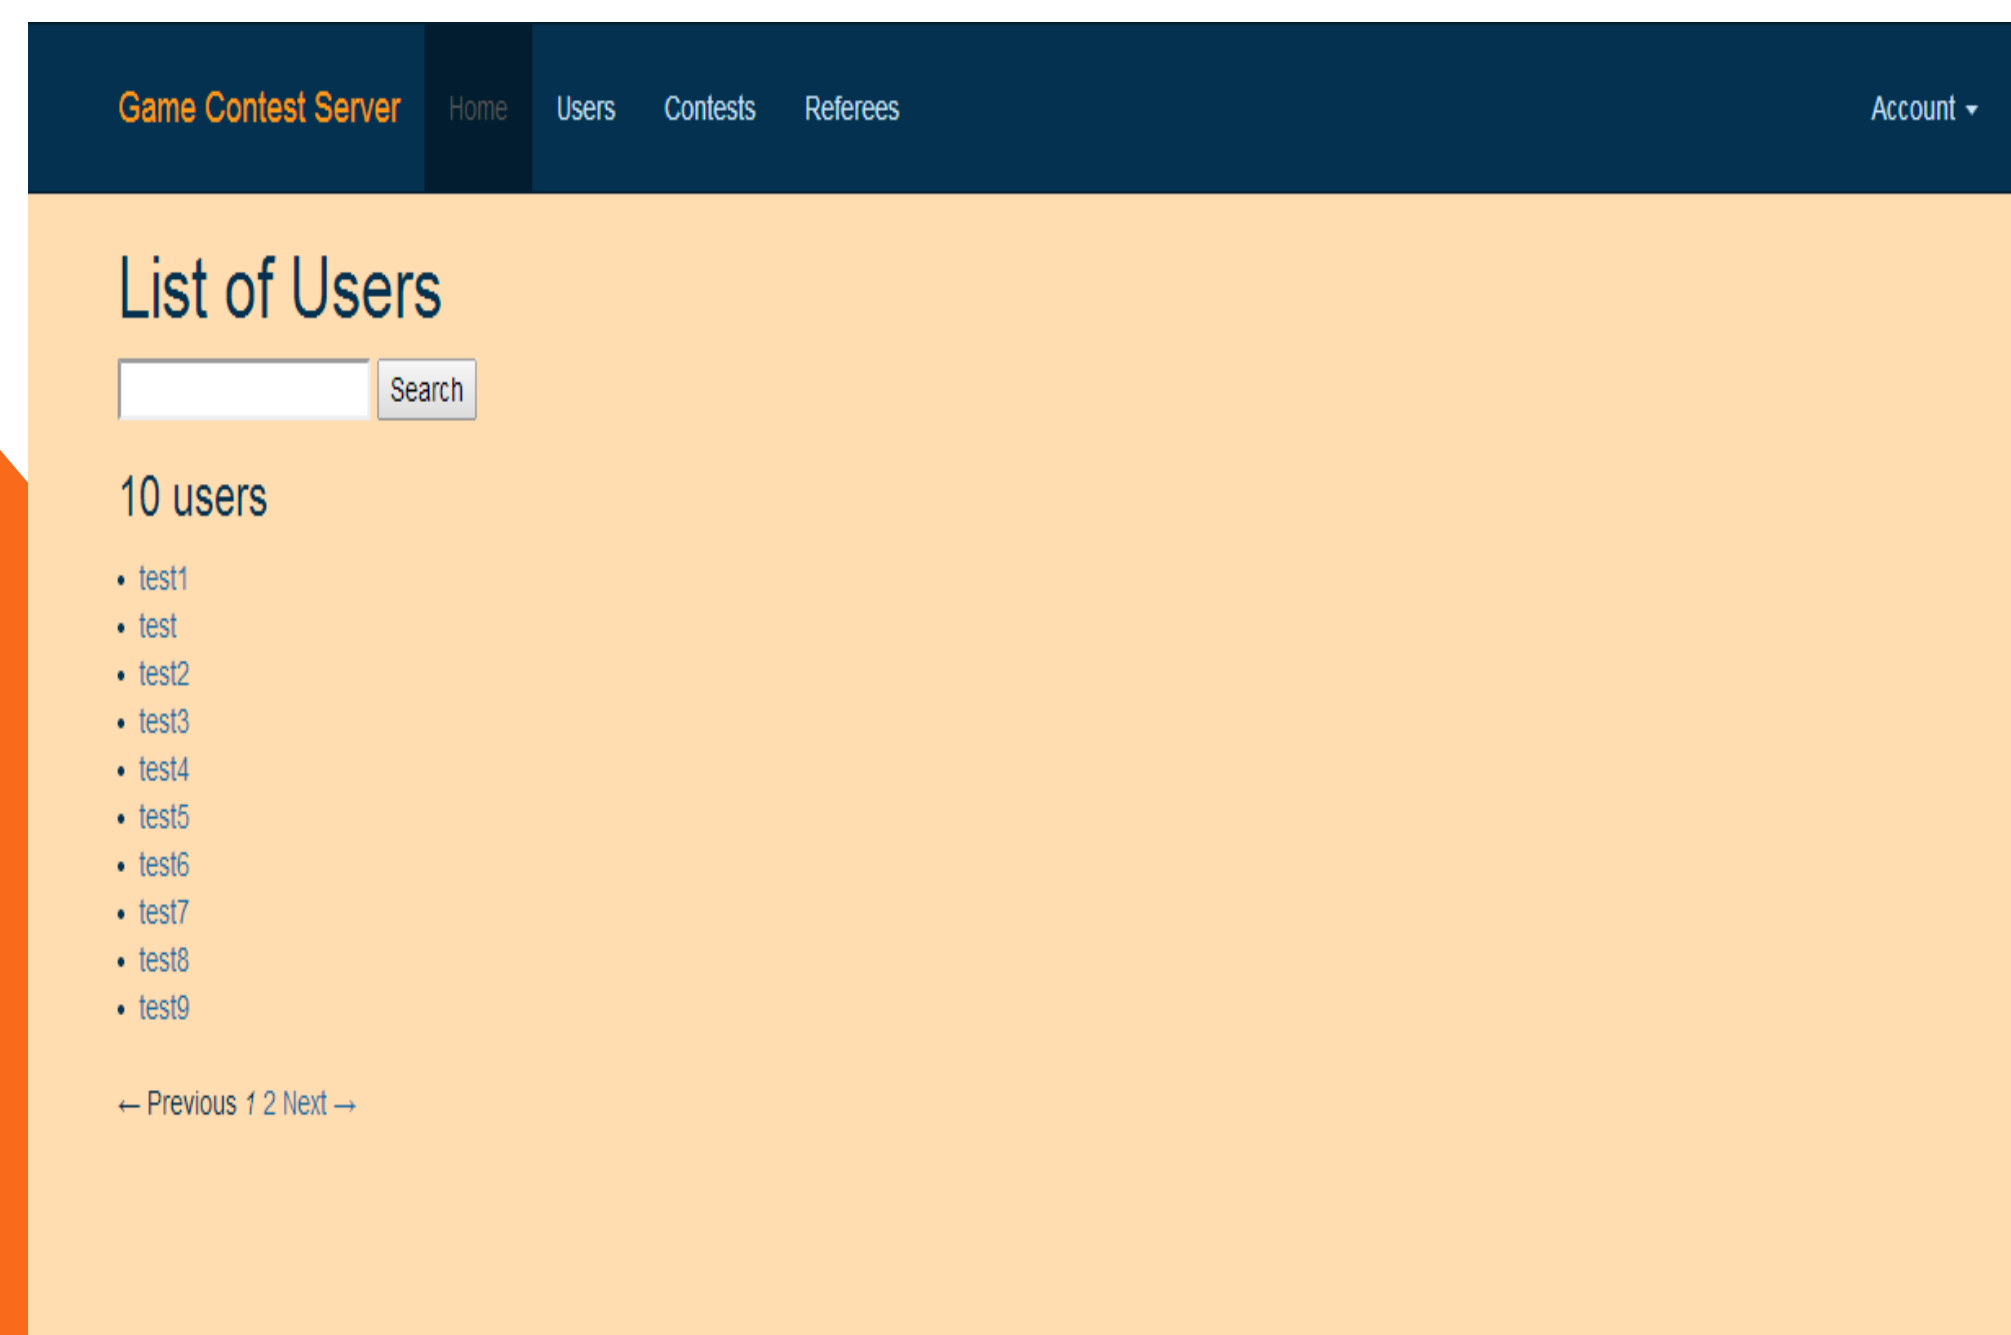 Game Contest Server Home Users Contests Referees Account
List of Users
Search
10 users
• test1
• test
• test2
• test3
• test4
• test5
• test6
• test7
• test8
• test9
← Previous 1 2 Next →